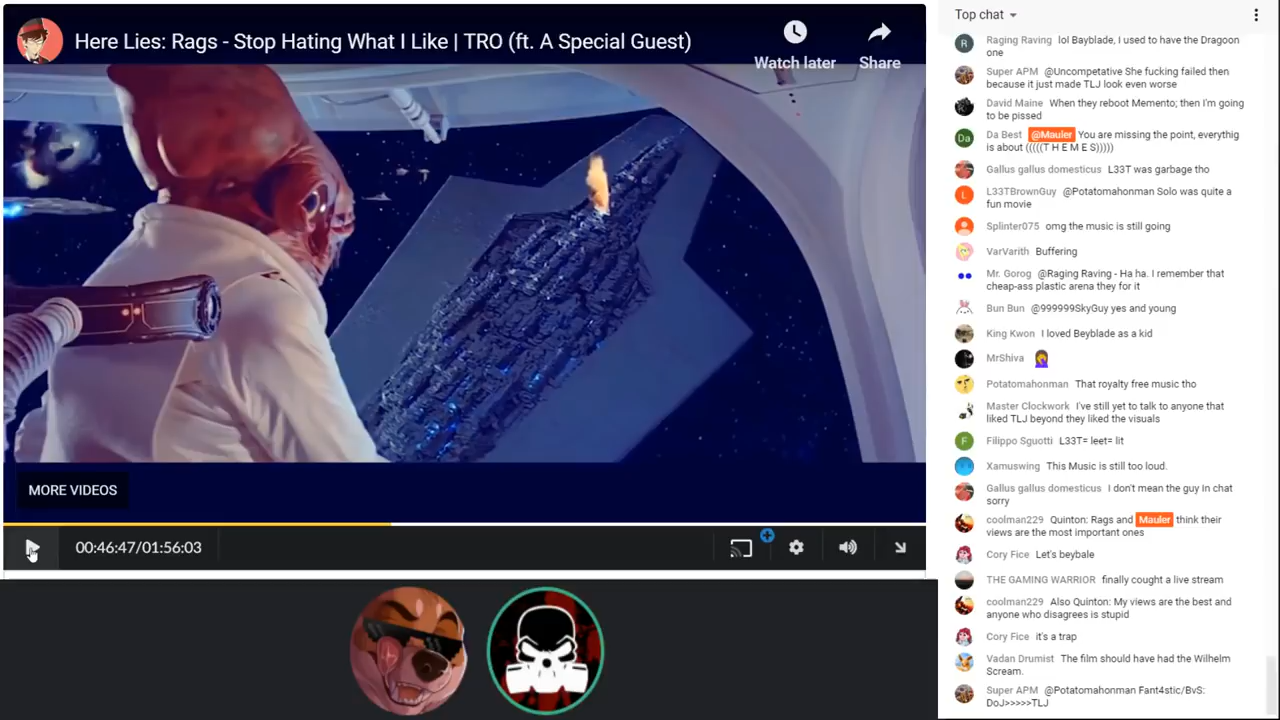 Here Lies: Rags - Stop Hating What I Like | TRO (ft. A Special Guest)
Watch later
Share
MORE VIDEOS
00:46:47/01:56:03
Top chat
R
Raging Raving lol Bayblade, I used to have the Dragoon
one
Super APM @Uncompetative She fucking failed then
because it just made TLJ look even worse
David Maine When they reboot Memento; then I'm going
to be pissed
Da
Da Best @Mauler You are missing the point, everythig
is about (((((T H E M E S)))))
Gallus gallus domesticus L33T was garbage tho
L
L33TBrownGuy @Potatomahonman Solo was quite a
fun movie
Splinter075 omg the music is still going
VarVarith Buffering
Mr. Gorog @Raging Raving - Ha ha. I remember that
cheap-ass plastic arena they for it
Bun Bun @999999SkyGuy yes and young
King Kwon I loved Beyblade as a kid
MrShiva
Potatomahonman That royalty free music tho
Master Clockwork I've still yet to talk to anyone that
liked TLJ beyond they liked the visuals
F
Filippo Sguotti L33T= leet= lit
Xamuswing This Music is still too loud.
Gallus gallus domesticus I don't mean the guy In chat
sorry
coolman229 Quinton: Rags and Mauler think their
views are the most important ones
Cory Fice Let's beybale
THE GAMING WARRIOR finally cought a live stream
coolman229 Also Quinton: My views are the best and
anyone who disagrees is stupid
Cory Fice it's a trap
Vadan Drumist The film should have had the Wilhelm
Scream.
Super APM @Potatomahonman Fant4stic/BvS:
DoJ>>>>>TLJ